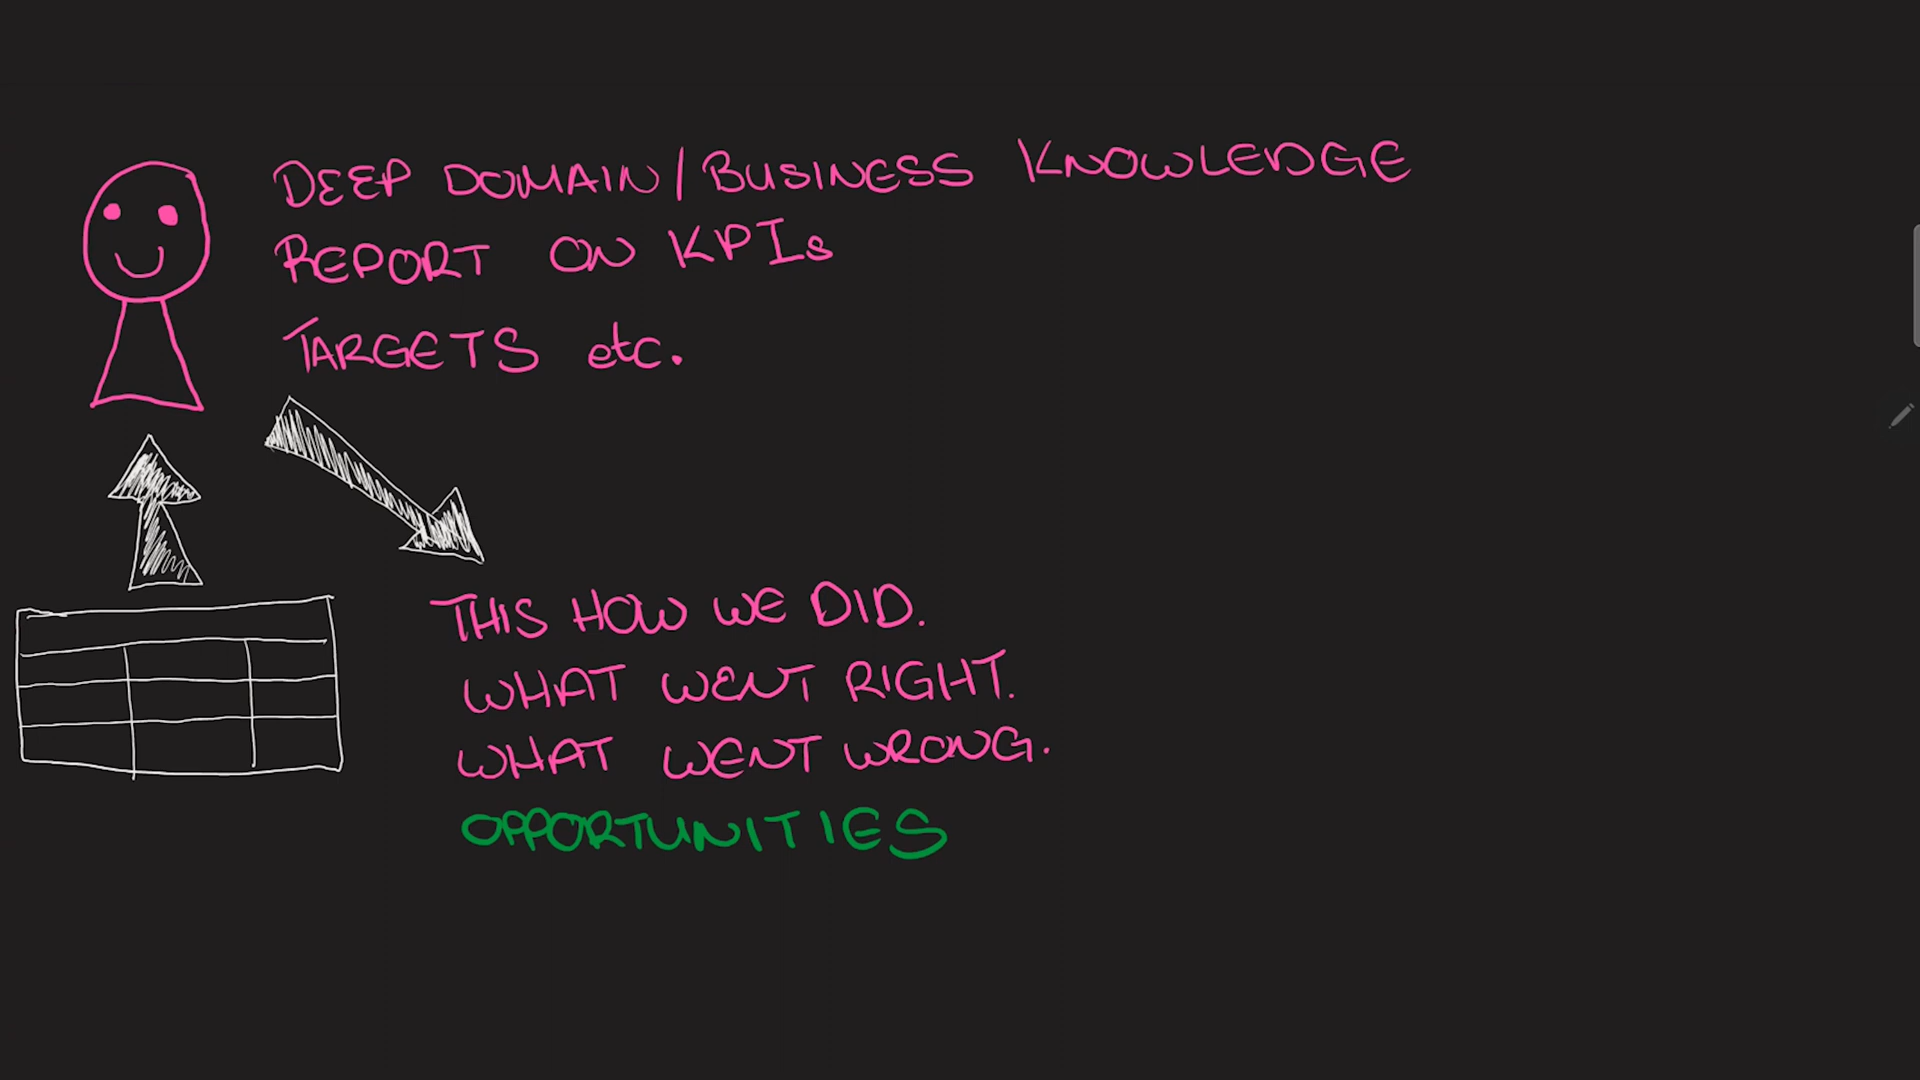 DEEP DOMAIN/BUSINESS KNOWLEDGE
REPORT ON KPIs
TARGETS etc.
THIS HOW WE DID.
WHAT WENT RIGHT.
WHAT WENT WRONG.
OPPORTUNITIES